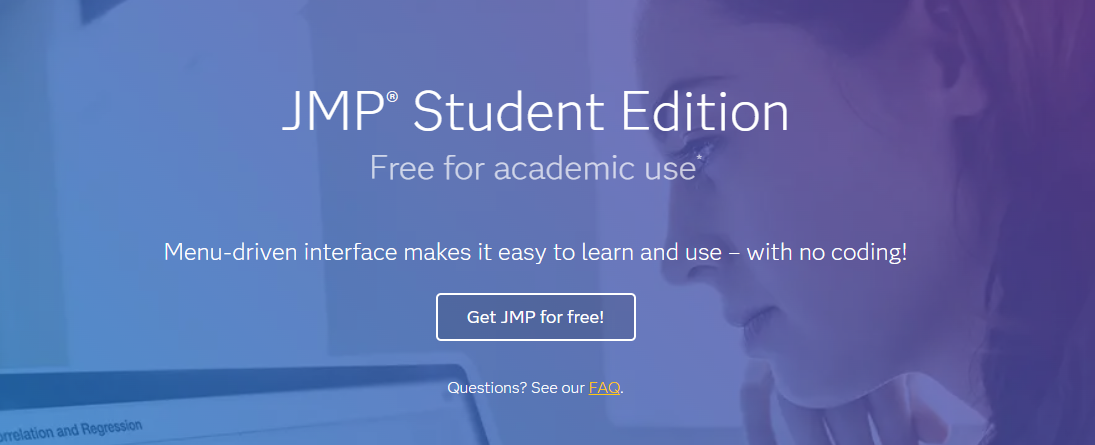 JMP® Student Edition
Free for academic use*
Menu-driven interface makes it easy to learn and use – with no coding!
Get JMP for free!
Questions? See our FAQ.
Correlation and Regression